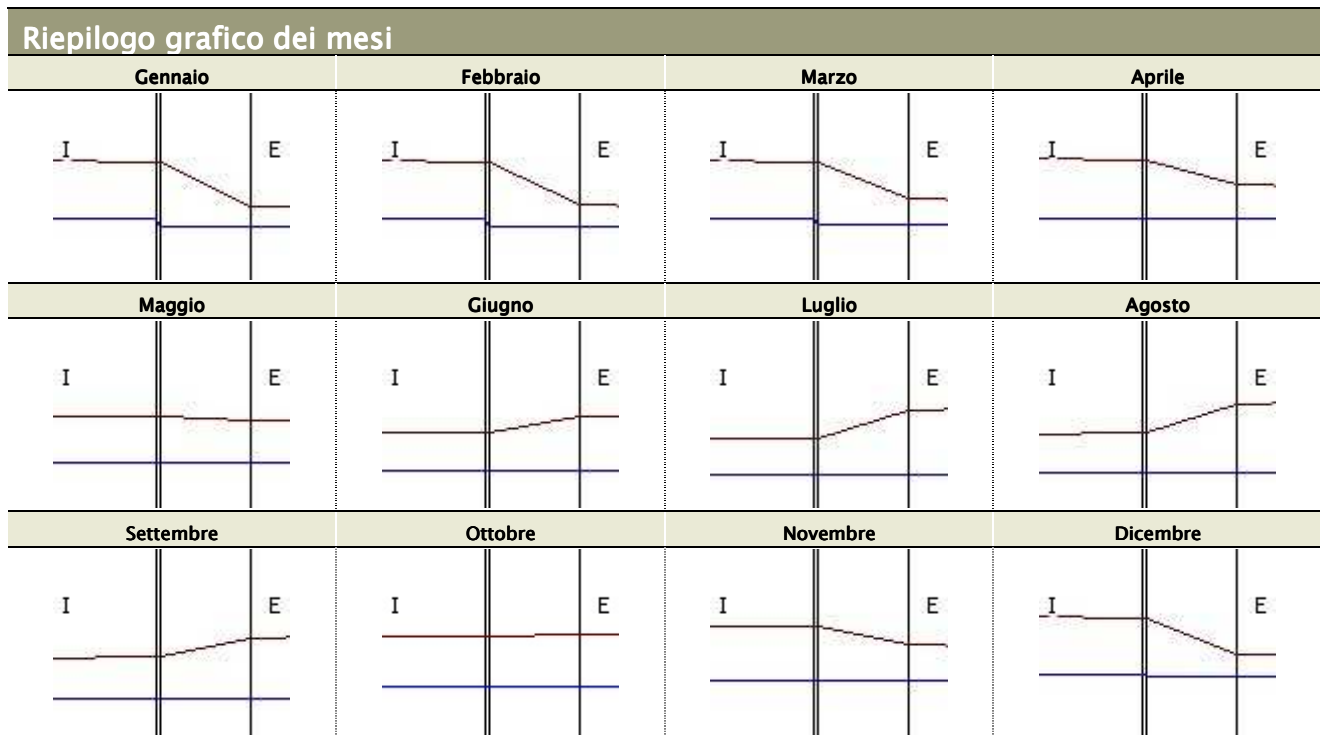 Riepilogo grafico dei mesi
Gennaio Febbraio Marzo Aprile
I E I E I E I E
Maggio Giugno Luglio Agosto
I E I E I E I E
Settembre Ottobre Novembre Dicembre
I E I E I E I E